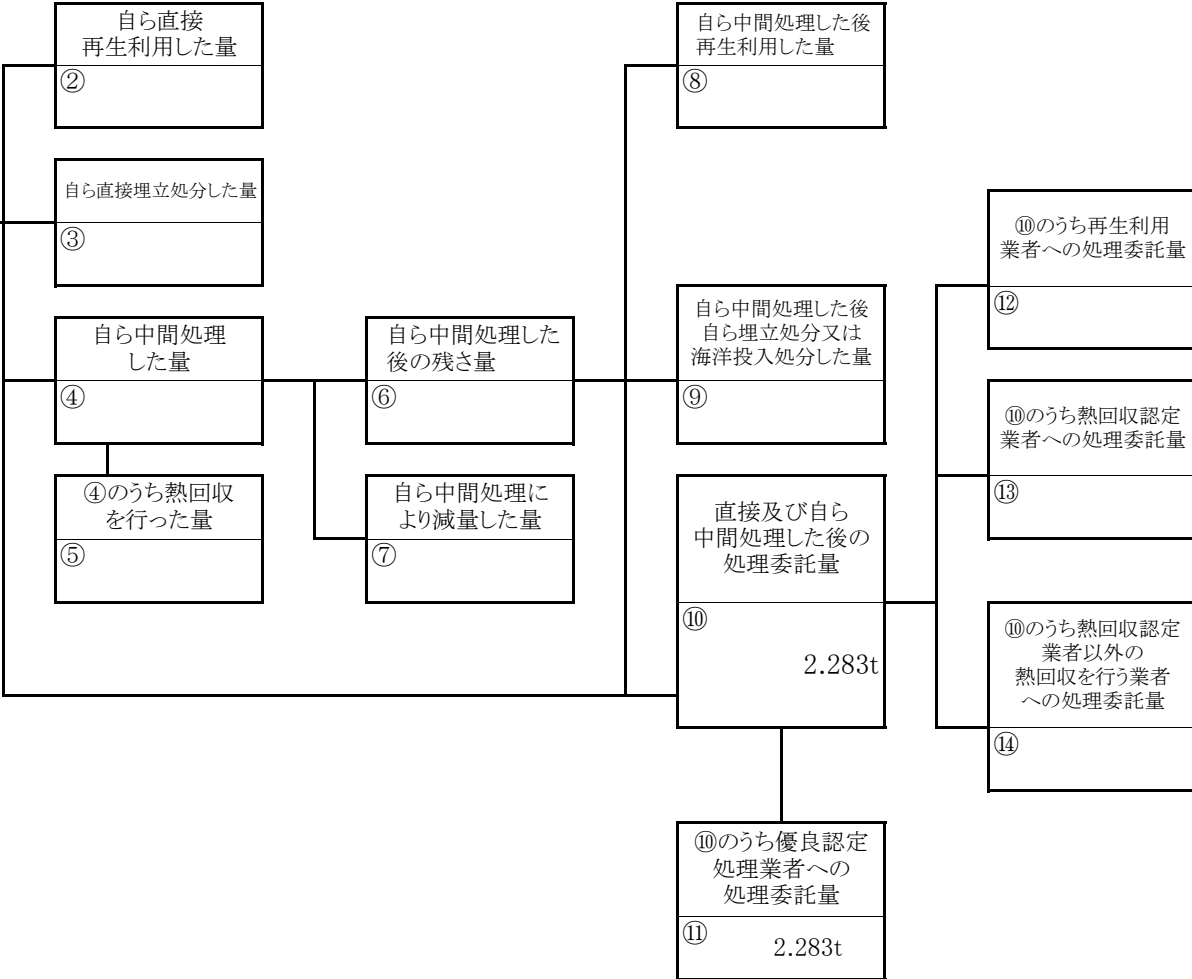 自ら直接
再生利用した量
②
自ら直接埋立処分した量
③
自ら中間処理
した量
④
④のうち熱回収
を行った量
⑤
自ら中間処理した
後の残さ量
⑥
自ら中間処理に
より減量した量
⑦
自ら中間処理した後
再生利用した量
⑧
自ら中間処理した後
自ら埋立処分又は
海洋投入処分した量
⑨
直接及び自ら
中間処理した後の
処理委託量
⑩
2.283t
⑩のうち優良認定
処理業者への
処理委託量
⑪ 2.283t
⑩のうち再生利用
業者への処理委託量
⑫
⑩のうち熱回収認定
業者への処理委託量
⑬
⑩のうち熱回収認定
業者以外の
熱回収を行う業者
への処理委託量
⑭